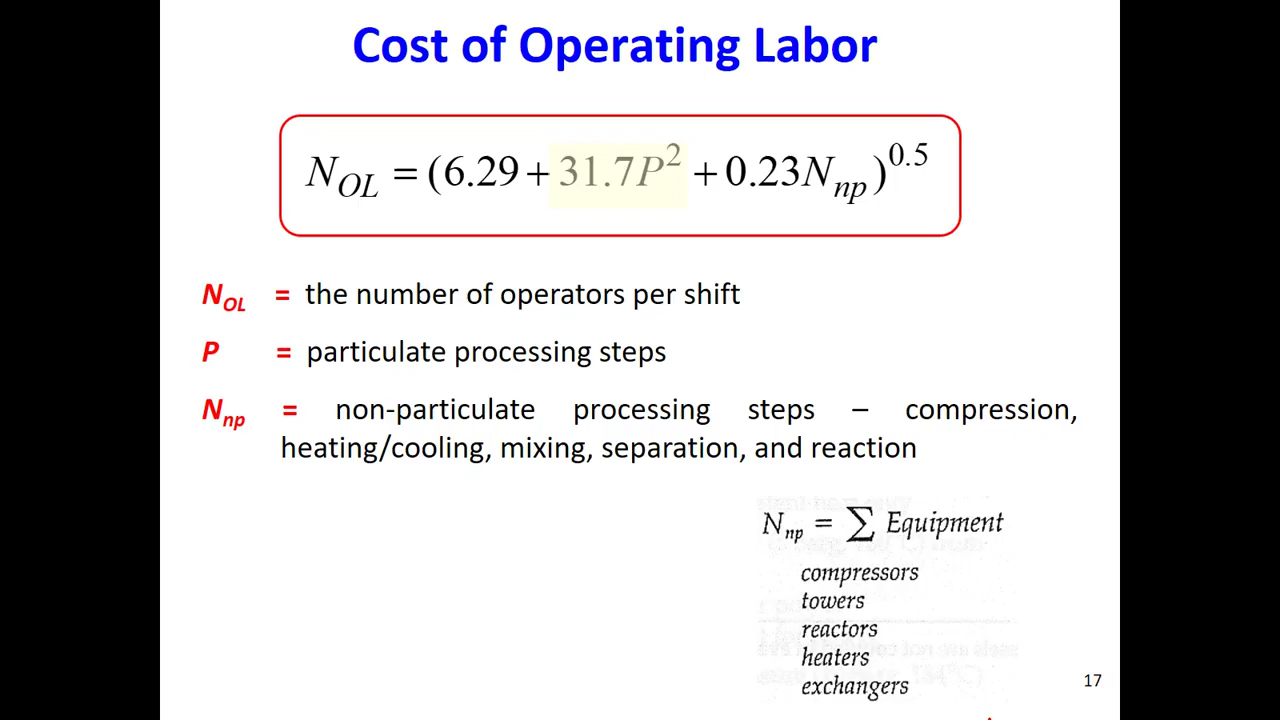 Cost of Operating Labor
N_OL = (6.29 + 31.7P^2 + 0.23N_np)^0.5
N_OL = the number of operators per shift
P = particulate processing steps
N_np = non-particulate processing steps – compression,
heating/cooling, mixing, separation, and reaction
N_np = ∑ Equipment
compressors
towers
reactors
heaters
exchangers
17